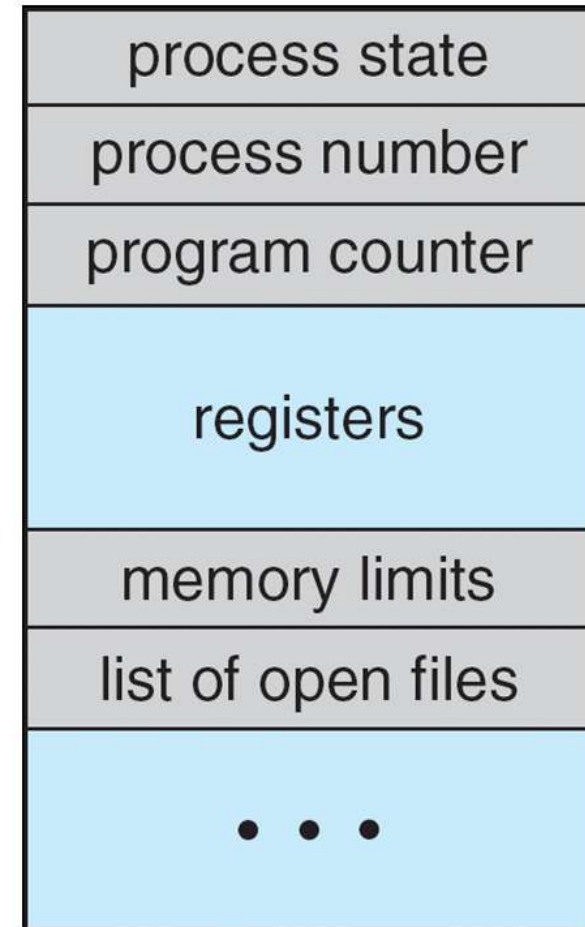 process state
process number
program counter
registers
memory limits
list of open files
• • •